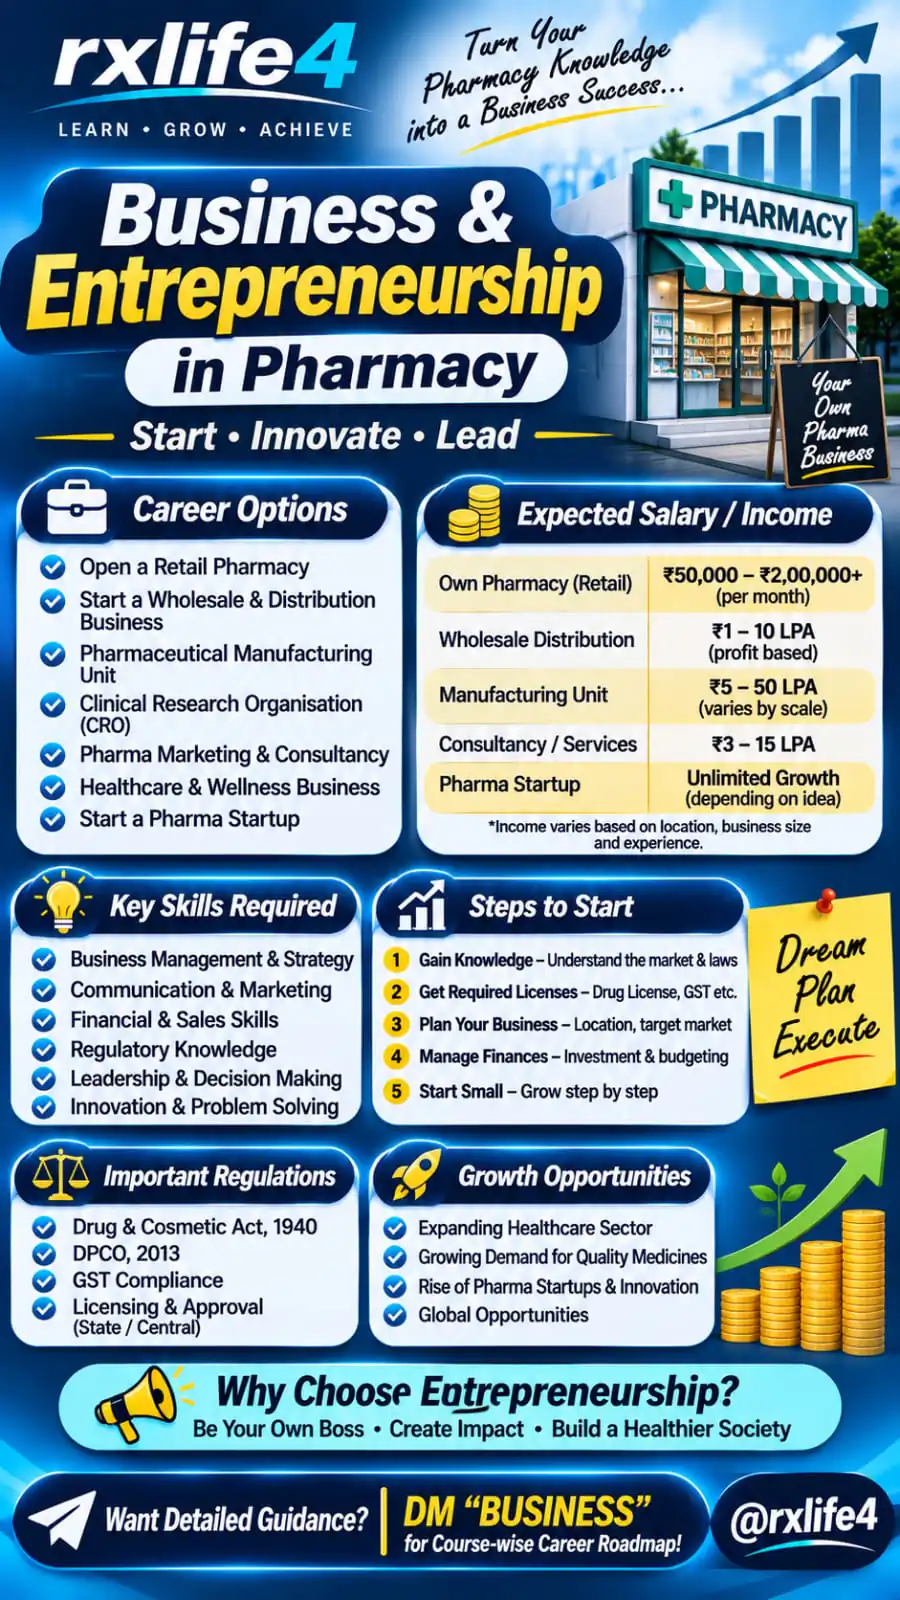 rxlife4
LEARN • GROW • ACHIEVE
Turn Your
Pharmacy Knowledge
into a Business Success...
PHARMACY
Business &
Entrepreneurship
in Pharmacy
Start • Innovate • Lead
Your
Own
Pharma
Business
Career Options
Open a Retail Pharmacy
Start a Wholesale & Distribution
Business
Pharmaceutical Manufacturing
Unit
Clinical Research Organisation
(CRO)
Pharma Marketing & Consultancy
Healthcare & Wellness Business
Start a Pharma Startup
Expected Salary / Income
Own Pharmacy (Retail) ₹50,000 – ₹2,00,000+
(per month)
Wholesale Distribution ₹1 – 10 LPA
(profit based)
Manufacturing Unit ₹5 – 50 LPA
(varies by scale)
Consultancy / Services ₹3 – 15 LPA
Pharma Startup Unlimited Growth
(depending on idea)
*Income varies based on location, business size
and experience.
Key Skills Required
Business Management & Strategy
Communication & Marketing
Financial & Sales Skills
Regulatory Knowledge
Leadership & Decision Making
Innovation & Problem Solving
Steps to Start
1 Gain Knowledge – Understand the market & laws
2 Get Required Licenses – Drug License, GST etc.
3 Plan Your Business – Location, target market
4 Manage Finances – Investment & budgeting
5 Start Small – Grow step by step
Dream
Plan
Execute
Important Regulations
Drug & Cosmetic Act, 1940
DPCO, 2013
GST Compliance
Licensing & Approval
(State / Central)
Growth Opportunities
Expanding Healthcare Sector
Growing Demand for Quality Medicines
Rise of Pharma Startups & Innovation
Global Opportunities
Why Choose Entrepreneurship?
Be Your Own Boss • Create Impact • Build a Healthier Society
Want Detailed Guidance?
DM “BUSINESS”
for Course-wise Career Roadmap!
@rxlife4